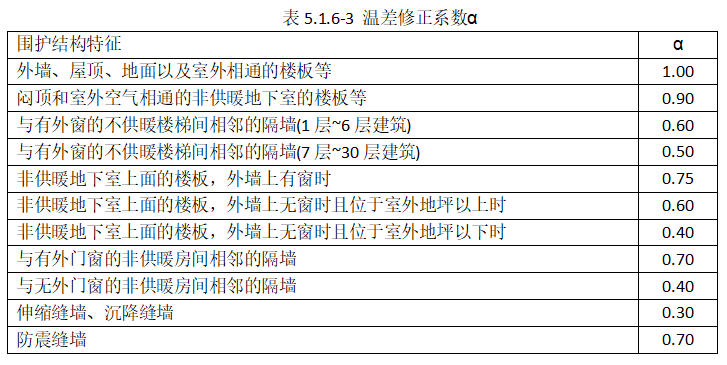 表 5.1.6-3 温差修正系数α
围护结构特征 α
外墙、屋顶、地面以及室外相通的楼板等 1.00
闷顶和室外空气相通的非供暖地下室的楼板等 0.90
与有外窗的不供暖楼梯间相邻的隔墙(1 层~6 层建筑) 0.60
与有外窗的不供暖楼梯间相邻的隔墙(7 层~30 层建筑) 0.50
非供暖地下室上面的楼板，外墙上有窗时 0.75
非供暖地下室上面的楼板，外墙上无窗时且位于室外地坪以上时 0.60
非供暖地下室上面的楼板，外墙上无窗时且位于室外地坪以下时 0.40
与有外门窗的非供暖房间相邻的隔墙 0.70
与无外门窗的非供暖房间相邻的隔墙 0.40
伸缩缝墙、沉降缝墙 0.30
防震缝墙 0.70